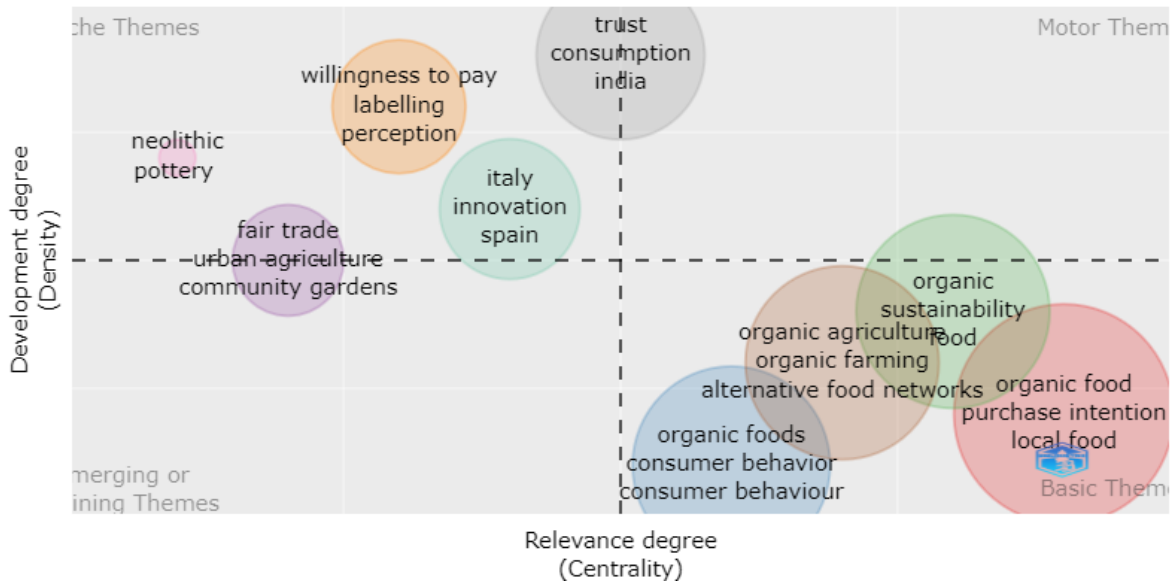 che Themes
Motor Them
trust
consumption
india
willingness to pay
labelling
perception
neolithic
pottery
italy
innovation
spain
fair trade
urban agriculture
community gardens
organic
sustainability
food
organic agriculture
organic farming
alternative food networks
organic food
purchase intention
local food
organic foods
consumer behavior
consumer behaviour
merging or
ining Themes
Basic Theme
Development degree
(Density)
Relevance degree
(Centrality)